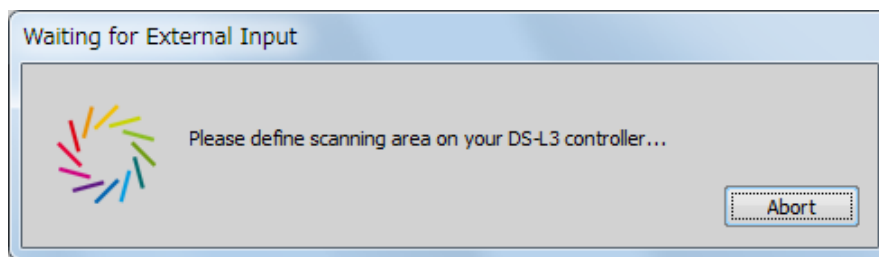 Waiting for External Input
Please define scanning area on your DS-L3 controller...
Abort